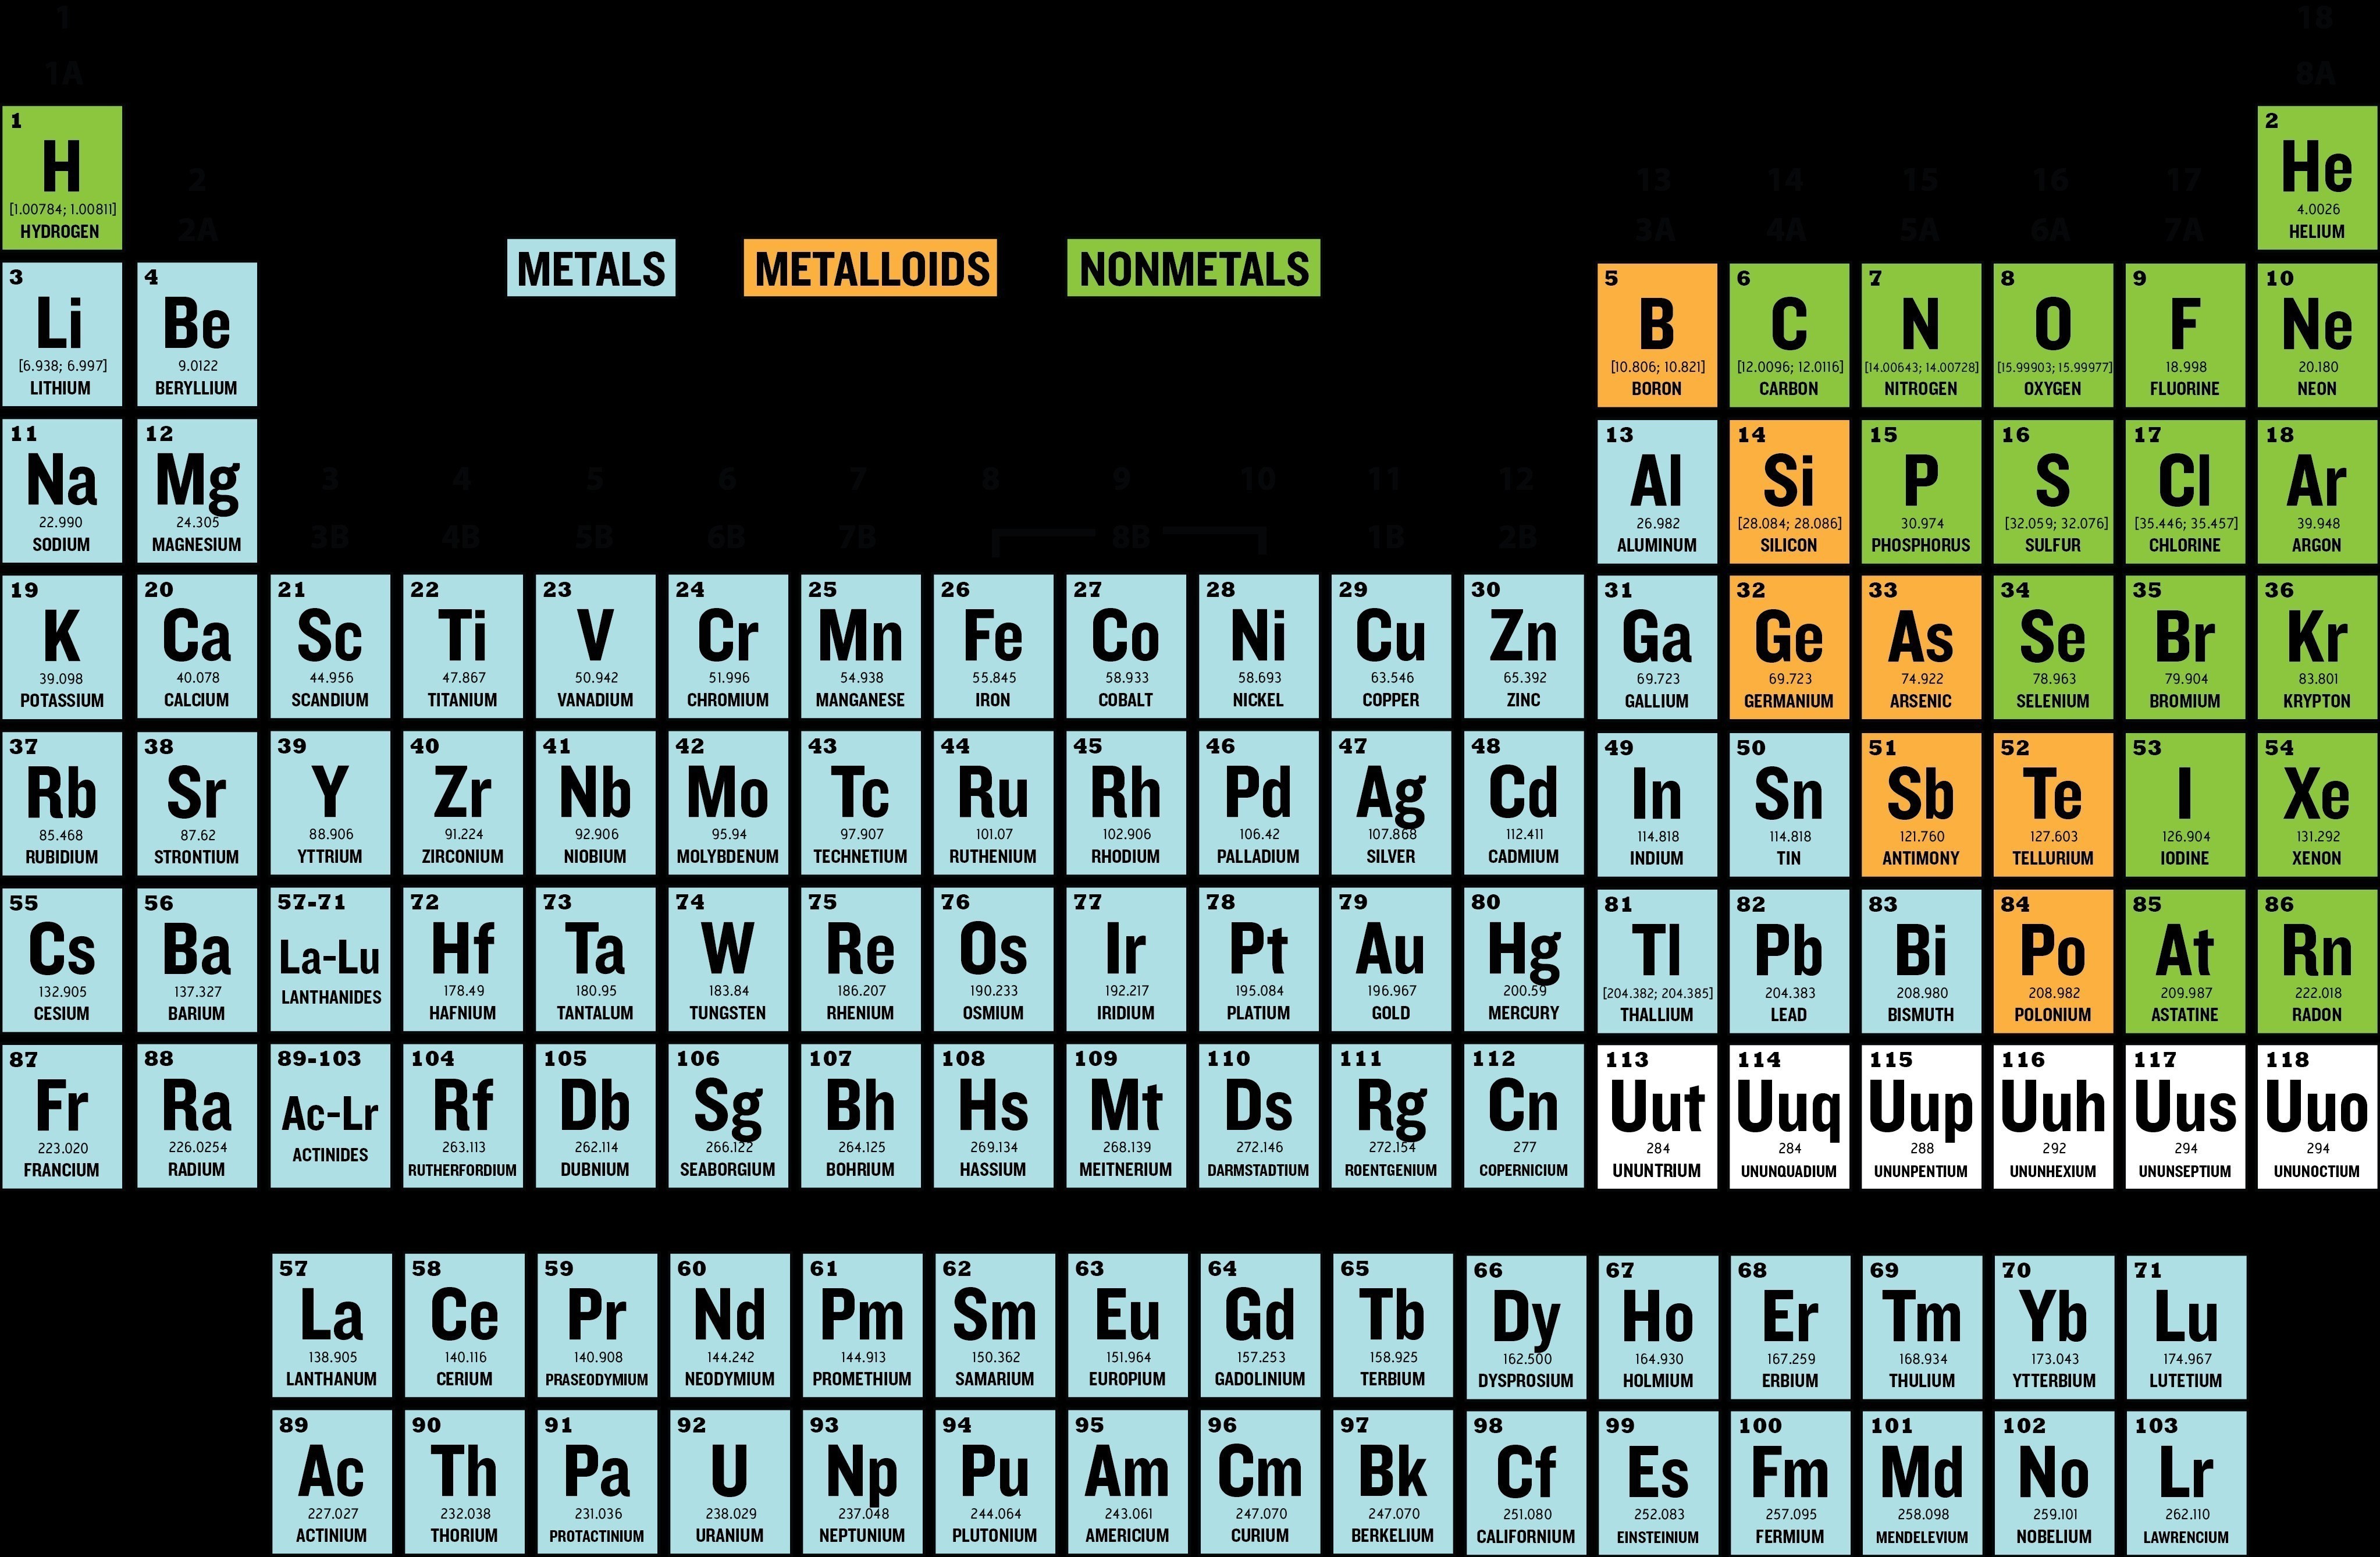 1 18
1A 8A
1 2
H He
[1.00784; 1.00811] 4.0026
HYDROGEN HELIUM
2 13 14 15 16 17
2A 3A 4A 5A 6A 7A
METALS METALLOIDS NONMETALS
3 4 5 6 7 8 9 10
Li Be B C N O F Ne
[6.938; 6.997] 9.0122 [10.806; 10.821] [12.0096; 12.0116] [14.00643; 14.00728] [15.99903; 15.99977] 18.998 20.180
LITHIUM BERYLLIUM BORON CARBON NITROGEN OXYGEN FLUORINE NEON
11 12 13 14 15 16 17 18
Na Mg Al Si P S Cl Ar
22.990 24.305 26.982 [28.084; 28.086] 30.974 [32.059; 32.076] [35.446; 35.457] 39.948
SODIUM MAGNESIUM ALUMINUM SILICON PHOSPHORUS SULFUR CHLORINE ARGON
3 4 5 6 7 8 9 10 11 12
3B 4B 5B 6B 7B 8B 1B 2B
19 20 21 22 23 24 25 26 27 28 29 30 31 32 33 34 35 36
K Ca Sc Ti V Cr Mn Fe Co Ni Cu Zn Ga Ge As Se Br Kr
39.098 40.078 44.956 47.867 50.942 51.996 54.938 55.845 58.933 58.693 63.546 65.392 69.723 69.723 74.922 78.963 79.904 83.801
POTASSIUM CALCIUM SCANDIUM TITANIUM VANADIUM CHROMIUM MANGANESE IRON COBALT NICKEL COPPER ZINC GALLIUM GERMANIUM ARSENIC SELENIUM BROMIUM KRYPTON
37 38 39 40 41 42 43 44 45 46 47 48 49 50 51 52 53 54
Rb Sr Y Zr Nb Mo Tc Ru Rh Pd Ag Cd In Sn Sb Te I Xe
85.468 87.62 88.906 91.224 92.906 95.94 97.907 101.07 102.906 106.42 107.868 112.411 114.818 114.818 121.760 127.603 126.904 131.292
RUBIDIUM STRONTIUM YTTRIUM ZIRCONIUM NIOBIUM MOLYBDENUM TECHNETIUM RUTHENIUM RHODIUM PALLADIUM SILVER CADMIUM INDIUM TIN ANTIMONY TELLURIUM IODINE XENON
55 56 57-71 72 73 74 75 76 77 78 79 80 81 82 83 84 85 86
Cs Ba La-Lu Hf Ta W Re Os Ir Pt Au Hg Tl Pb Bi Po At Rn
132.905 137.327 LANTHANIDES 178.49 180.95 183.84 186.207 190.233 192.217 195.084 196.967 200.59 [204.382; 204.385] 204.383 208.980 208.982 209.987 222.018
CESIUM BARIUM HAFNIUM TANTALUM TUNGSTEN RHENIUM OSMIUM IRIDIUM PLATIUM GOLD MERCURY THALLIUM LEAD BISMUTH POLONIUM ASTATINE RADON
87 88 89-103 104 105 106 107 108 109 110 111 112 113 114 115 116 117 118
Fr Ra Ac-Lr Rf Db Sg Bh Hs Mt Ds Rg Cn Uut Uuq Uup Uuh Uus Uuo
223.020 226.0254 ACTINIDES 263.113 262.114 266.122 264.125 269.134 268.139 272.146 272.154 277 284 284 288 292 294 294
FRANCIUM RADIUM RUTHERFORDIUM DUBNIUM SEABORGIUM BOHRIUM HASSIUM MEITNERIUM DARMSTADTIUM ROENTGENIUM COPERNICIUM UNUNTRIUM UNUNQUADIUM UNUNPENTIUM UNUNHEXIUM UNUNSEPTIUM UNUNOCTIUM
57 58 59 60 61 62 63 64 65 66 67 68 69 70 71
La Ce Pr Nd Pm Sm Eu Gd Tb Dy Ho Er Tm Yb Lu
138.905 140.116 140.908 144.242 144.913 150.362 151.964 157.253 158.925 162.500 164.930 167.259 168.934 173.043 174.967
LANTHANUM CERIUM PRASEODYMIUM NEODYMIUM PROMETHIUM SAMARIUM EUROPIUM GADOLINIUM TERBIUM DYSPROSIUM HOLMIUM ERBIUM THULIUM YTTERBIUM LUTETIUM
89 90 91 92 93 94 95 96 97 98 99 100 101 102 103
Ac Th Pa U Np Pu Am Cm Bk Cf Es Fm Md No Lr
227.027 232.038 231.036 238.029 237.048 244.064 243.061 247.070 247.070 251.080 252.083 257.095 258.098 259.101 262.110
ACTINIUM THORIUM PROTACTINIUM URANIUM NEPTUNIUM PLUTONIUM AMERICIUM CURIUM BERKELIUM CALIFORNIUM EINSTEINIUM FERMIUM MENDELEVIUM NOBELIUM LAWRENCIUM